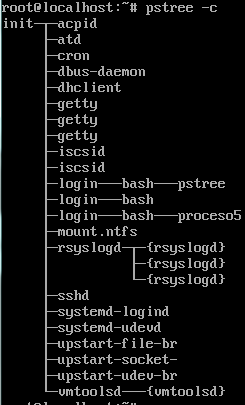 root@localhost:~# pstree -c
init─┬─acpid
     ├─atd
     ├─cron
     ├─dbus-daemon
     ├─dhclient
     ├─getty
     ├─getty
     ├─getty
     ├─iscsid
     ├─iscsid
     ├─login───bash───pstree
     ├─login───bash
     ├─login───bash───proceso5
     ├─mount.ntfs
     ├─rsyslogd─┬─{rsyslogd}
     │          ├─{rsyslogd}
     │          └─{rsyslogd}
     ├─sshd
     ├─systemd-logind
     ├─systemd-udevd
     ├─upstart-file-br
     ├─upstart-socket-
     ├─upstart-udev-br
     └─vmtoolsd───{vmtoolsd}